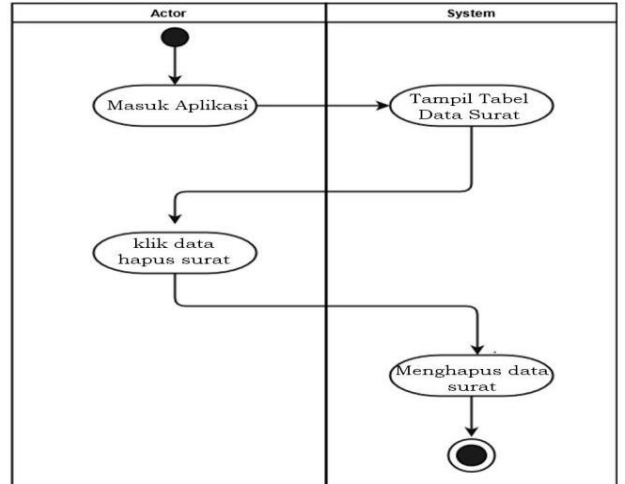 Actor
System
Masuk Aplikasi
Tampil Tabel
Data Surat
klik data
hapus surat
Menghapus data
surat